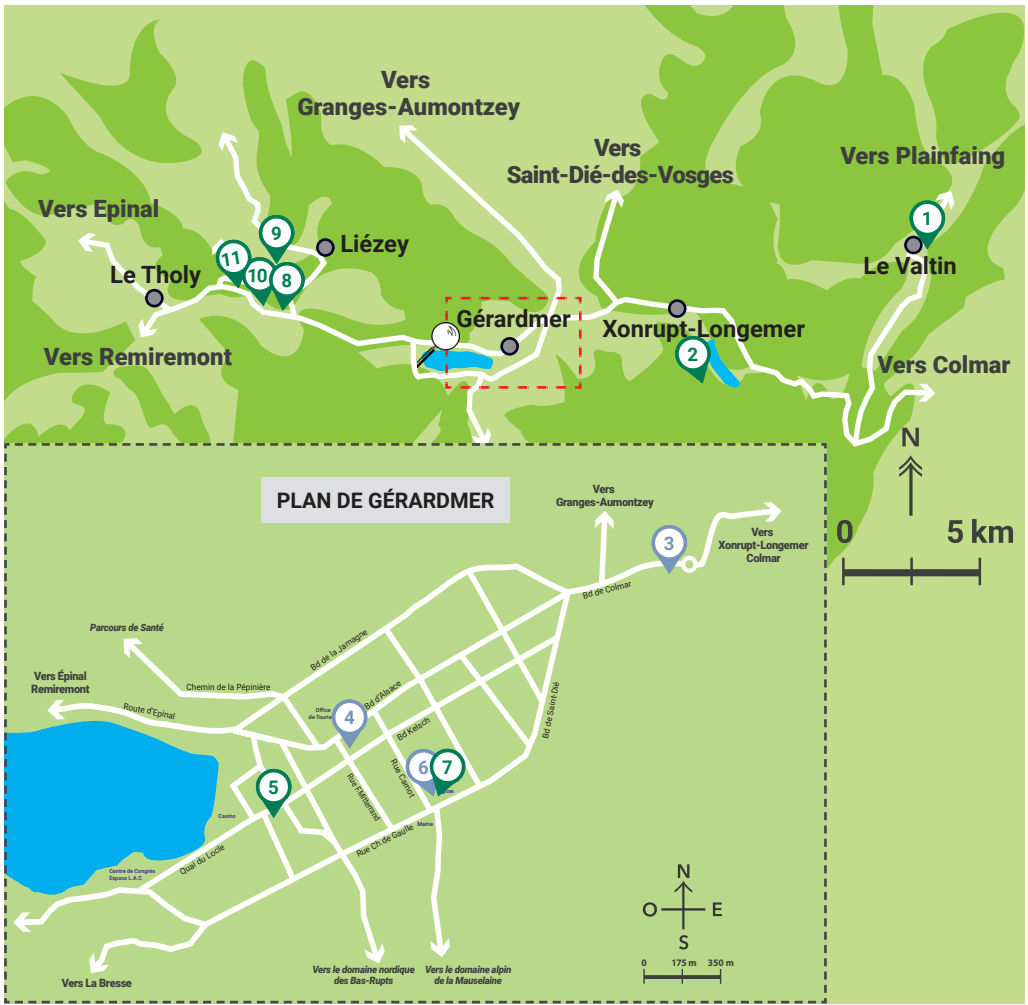 Vers
Granges-Aumontzey
Vers
Saint-Dié-des-Vosges
Vers Plainfaing
Vers Epinal
1
9
Liézey
11
10
8
Le Tholy
Le Valtin
Gérardmer
Xonrupt-Longemer
2
Vers Remiremont
Vers Colmar
N
0 5 km
PLAN DE GÉRARDMER
Vers
Granges-Aumontzey
3
Vers
Xonrupt-Longemer
Colmar
Bd de Colmar
Parcours de Santé
Bd de la Jamagne
Vers Épinal
Remiremont
Chemin de la Pépinière
Route d'Epinal
Office
de Touris
4
Bd d'Alsace
Bd Kelsch
Bd de Saint-Dié
5
Rue F.Mitterrand
Rue Carnot
6
7
Casino
Mairie
Rue Ch.de Gaulle
Quai du Locle
Centre de Congrès
Espace L.A.C
N
O E
S
0 175 m 350 m
Vers La Bresse
Vers le domaine nordique
des Bas-Rupts
Vers le domaine alpin
de la Mauselaine